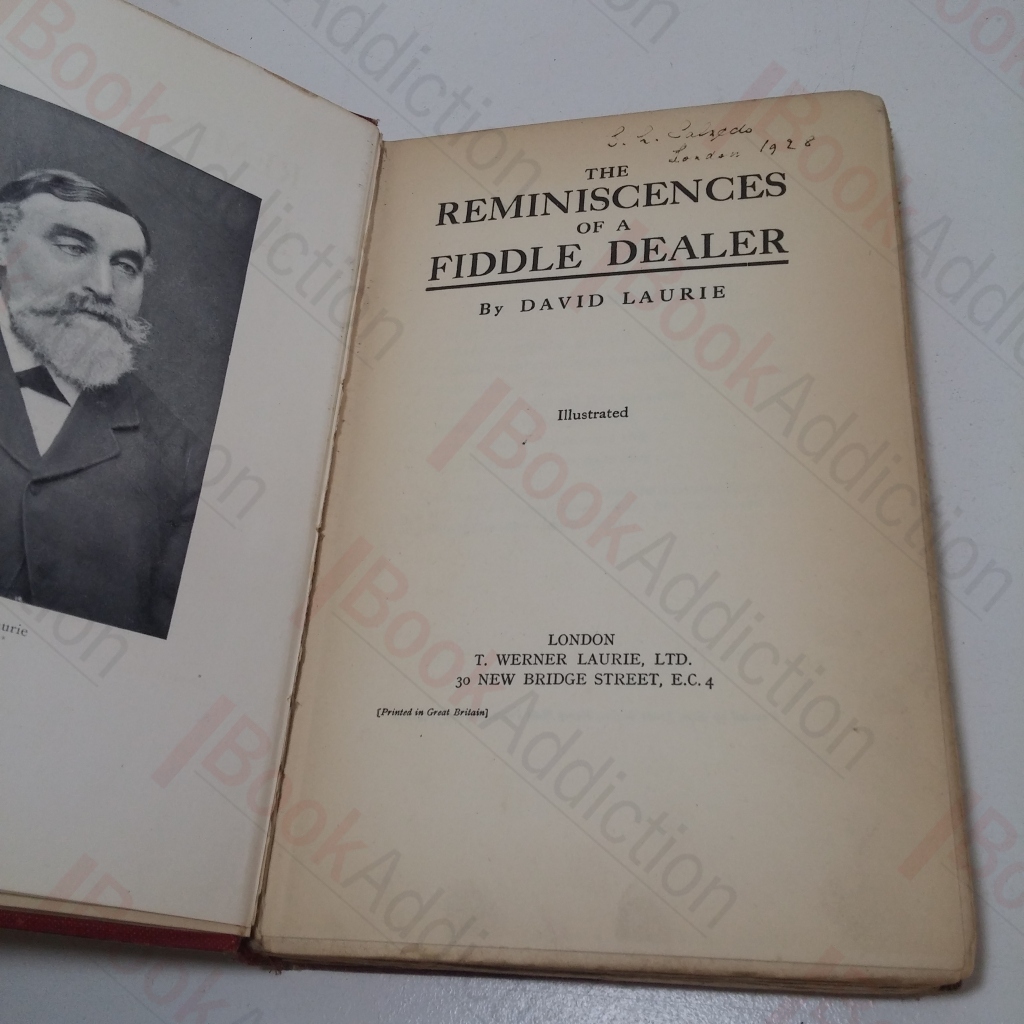 London 1928
THE
REMINISCENCES
OF A
FIDDLE DEALER
By DAVID LAURIE
Illustrated
LONDON
T. WERNER LAURIE, LTD.
30 NEW BRIDGE STREET, E.C. 4
[Printed in Great Britain]
urie
BookAddiction